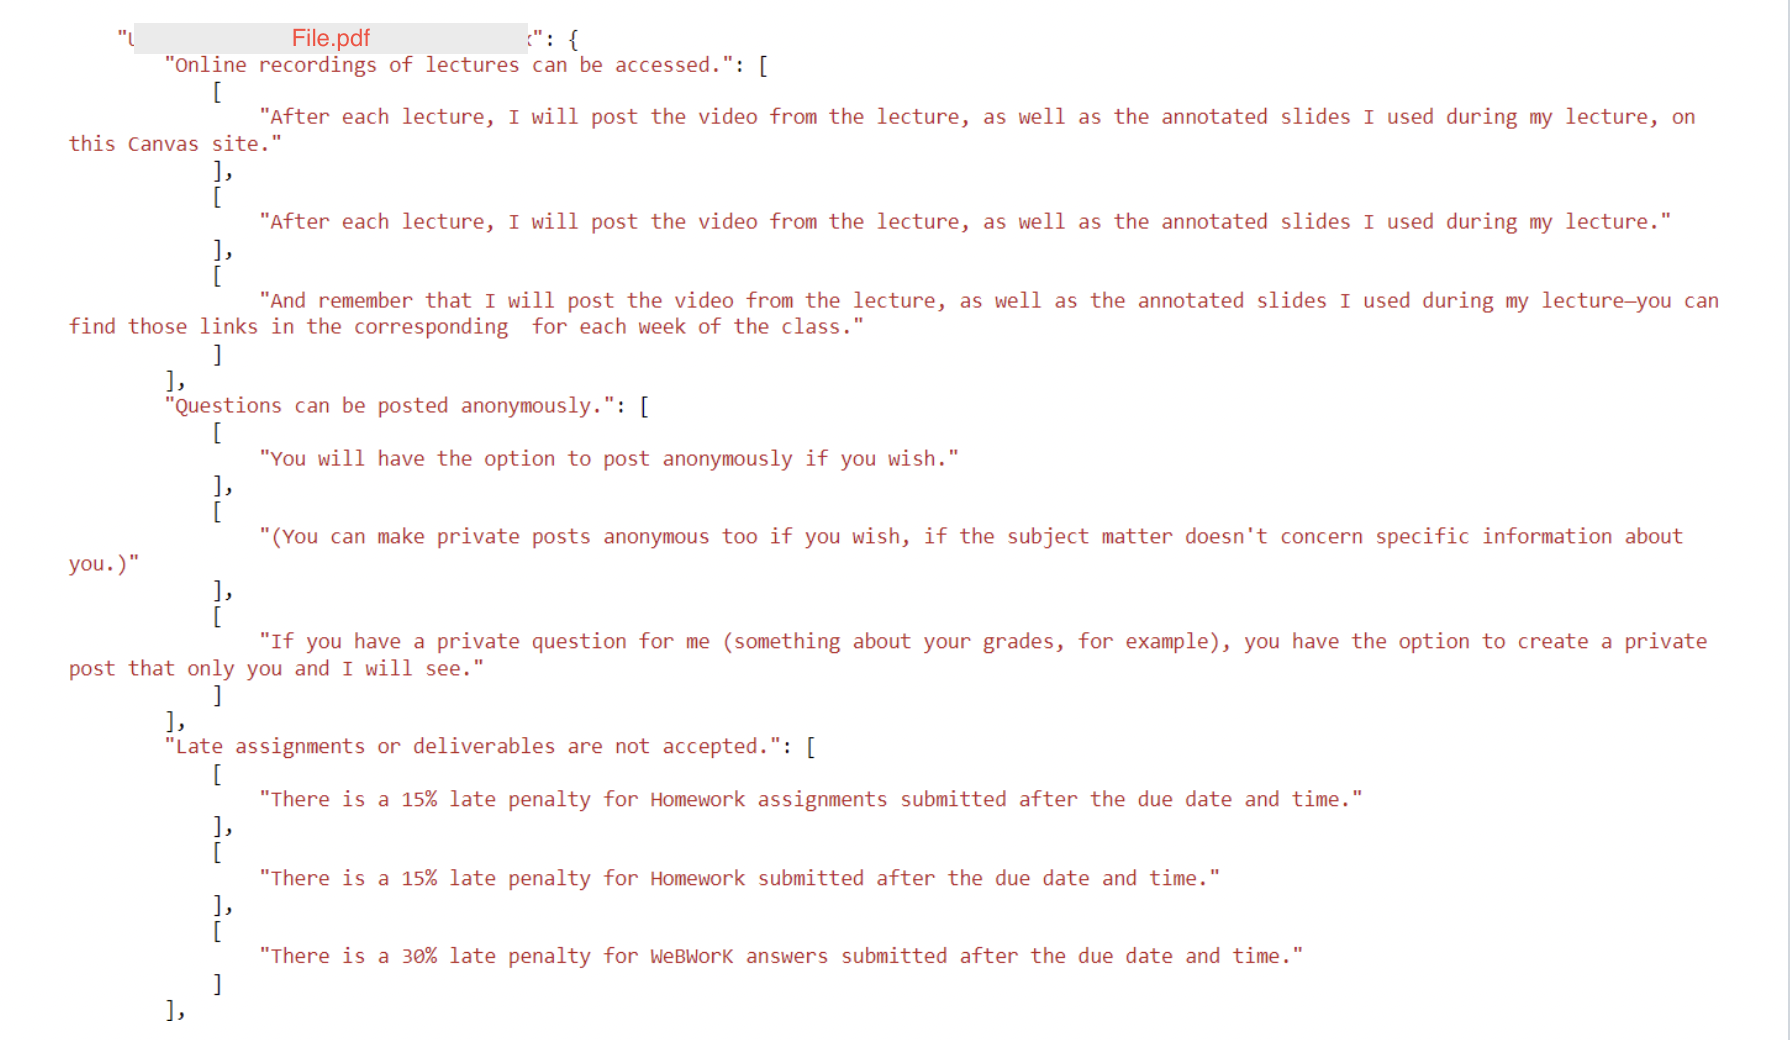 "
File.pdf
": {
"Online recordings of lectures can be accessed.": [
[
"After each lecture, I will post the video from the lecture, as well as the annotated slides I used during my lecture, on
this Canvas site."
],
[
"After each lecture, I will post the video from the lecture, as well as the annotated slides I used during my lecture."
],
[
"And remember that I will post the video from the lecture, as well as the annotated slides I used during my lecture—you can
find those links in the corresponding  for each week of the class."
]
],
"Questions can be posted anonymously.": [
[
"You will have the option to post anonymously if you wish."
],
[
"(You can make private posts anonymous too if you wish, if the subject matter doesn't concern specific information about
you.)"
],
[
"If you have a private question for me (something about your grades, for example), you have the option to create a private
post that only you and I will see."
]
],
"Late assignments or deliverables are not accepted.": [
[
"There is a 15% late penalty for Homework assignments submitted after the due date and time."
],
[
"There is a 15% late penalty for Homework submitted after the due date and time."
],
[
"There is a 30% late penalty for WeBWorK answers submitted after the due date and time."
]
],